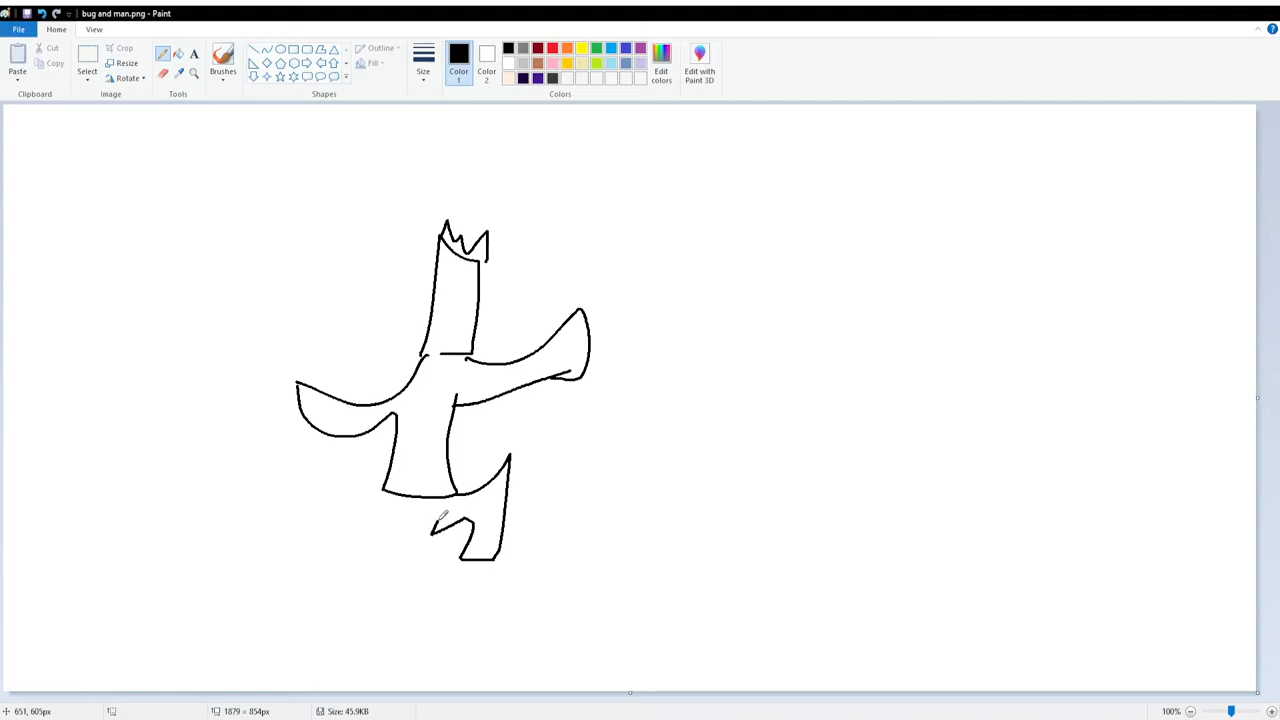 bug and man.png - Paint
File Home View
Paste
Cut
Copy
Clipboard
Select
Crop
Resize
Rotate
Image
A
Tools
Brushes
Outline
Fill
Shapes
Size
Color 1
Color 2
Edit colors
Colors
Edit with Paint 3D
651, 605px
1879 × 854px
Size: 45.9KB
100%